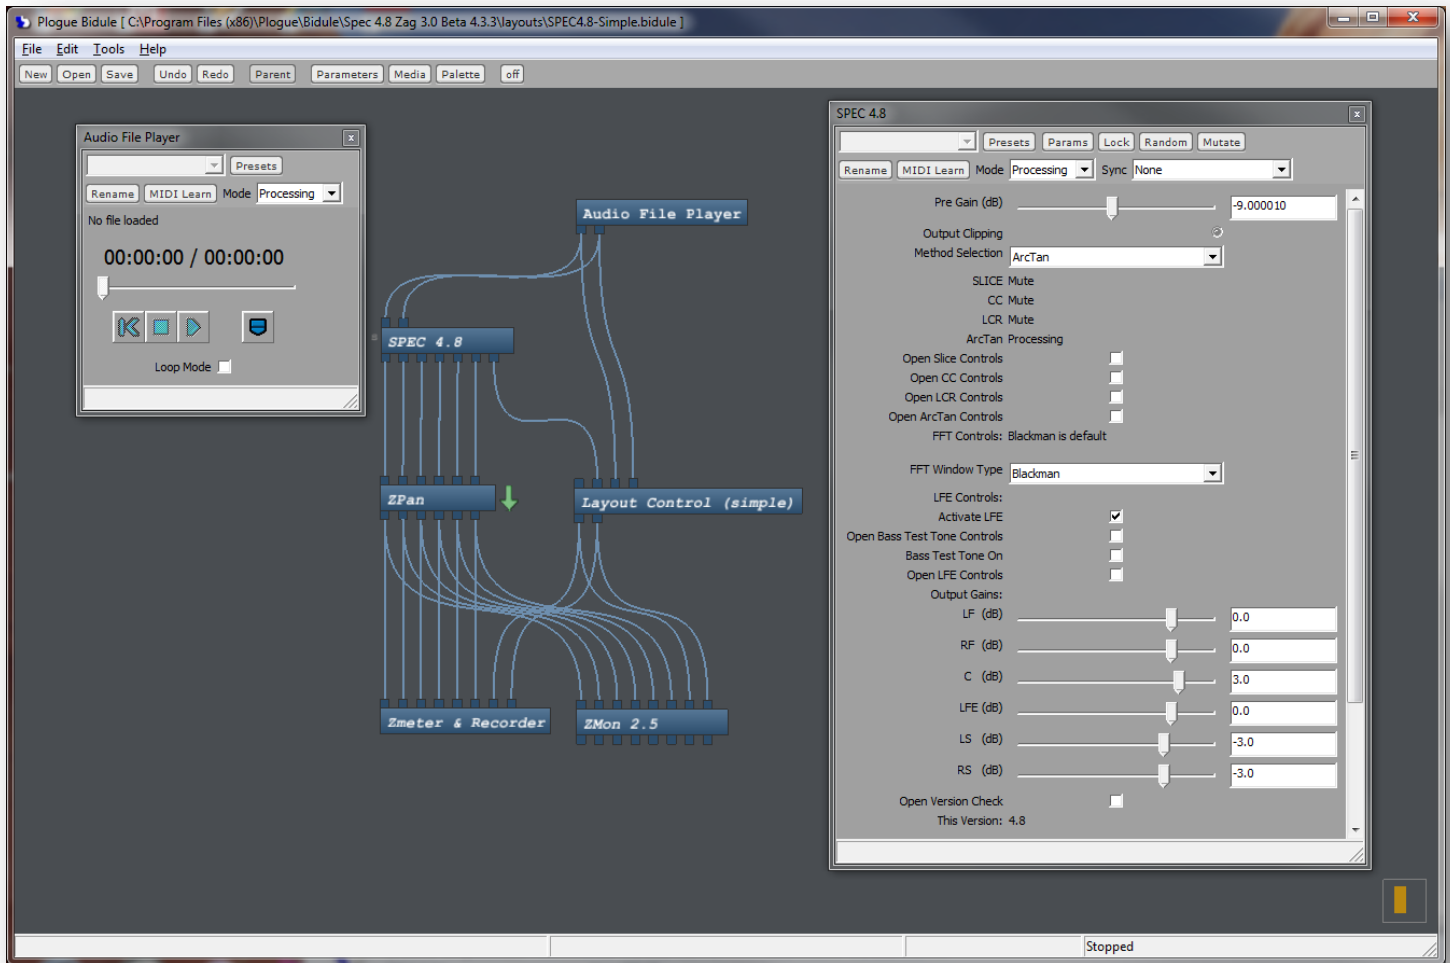 Plogue Bidule [ C:\Program Files (x86)\Plogue\Bidule\Spec 4.8 Zag 3.0 Beta 4.3.3\layouts\SPEC4.8-Simple.bidule ]
File Edit Tools Help
New Open Save Undo Redo Parent Parameters Media Palette off
Audio File Player
Presets
Rename MIDI Learn Mode Processing
No file loaded
00:00:00 / 00:00:00
Loop Mode
Audio File Player
SPEC 4.8
ZPan
Layout Control (simple)
Zmeter & Recorder
ZMon 2.5
SPEC 4.8
Presets Params Lock Random Mutate
Rename MIDI Learn Mode Processing Sync None
Pre Gain (dB) -9.000010
Output Clipping
Method Selection ArcTan
SLICE Mute
CC Mute
LCR Mute
ArcTan Processing
Open Slice Controls
Open CC Controls
Open LCR Controls
Open ArcTan Controls
FFT Controls: Blackman is default
FFT Window Type Blackman
LFE Controls:
Activate LFE
Open Bass Test Tone Controls
Bass Test Tone On
Open LFE Controls
Output Gains:
LF (dB) 0.0
RF (dB) 0.0
C (dB) 3.0
LFE (dB) 0.0
LS (dB) -3.0
RS (dB) -3.0
Open Version Check
This Version: 4.8
Stopped